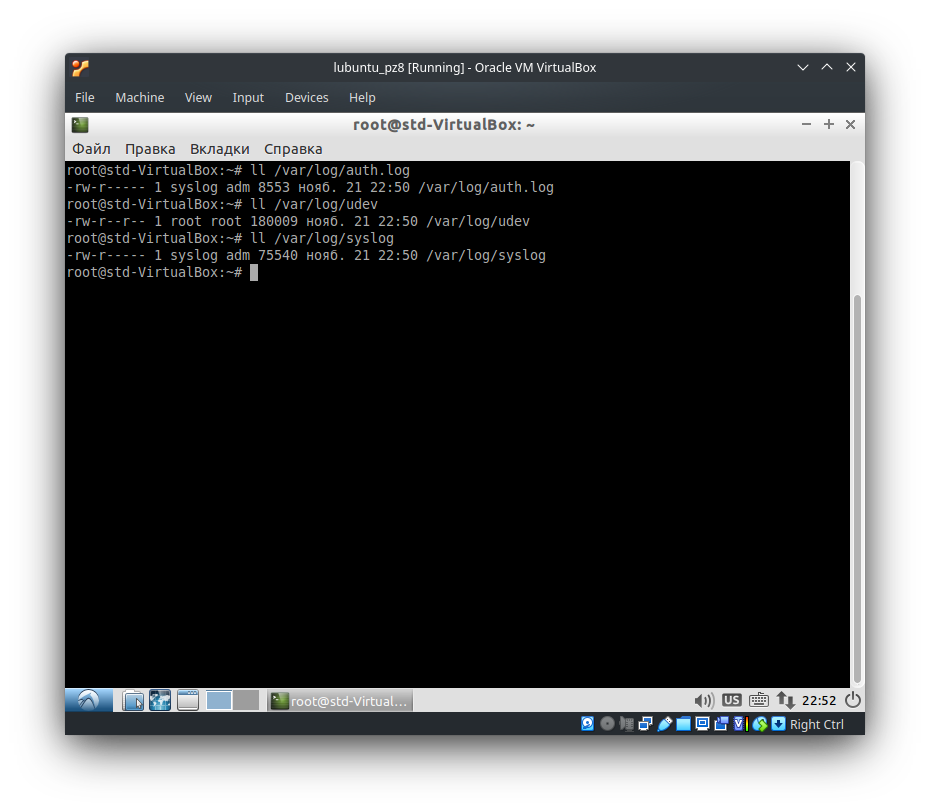 lubuntu_pz8 [Running] - Oracle VM VirtualBox
File Machine View Input Devices Help
root@std-VirtualBox: ~
Файл Правка Вкладки Справка
root@std-VirtualBox:~# ll /var/log/auth.log
-rw-r----- 1 syslog adm 8553 нояб. 21 22:50 /var/log/auth.log
root@std-VirtualBox:~# ll /var/log/udev
-rw-r--r-- 1 root root 180009 нояб. 21 22:50 /var/log/udev
root@std-VirtualBox:~# ll /var/log/syslog
-rw-r----- 1 syslog adm 75540 нояб. 21 22:50 /var/log/syslog
root@std-VirtualBox:~#
root@std-Virtual... US 22:52
Right Ctrl